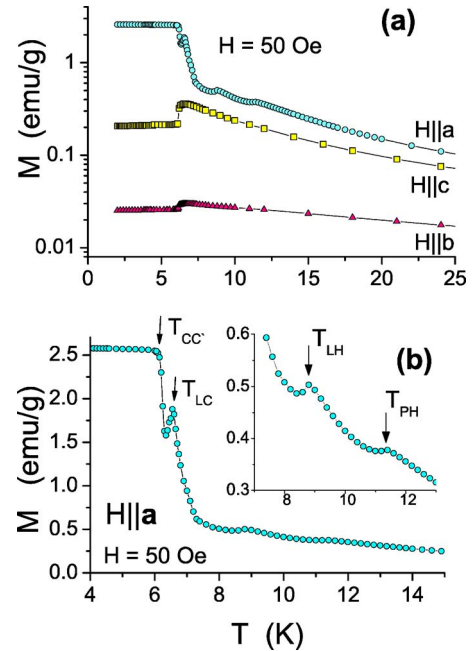 (a)
H = 50 Oe
M (emu/g)
1
0.1
0.01
H||a
H||c
H||b
0 5 10 15 20 25
(b)
T_CC`
T_LC
M (emu/g)
2.5
2.0
1.5
1.0
0.5
0.0
0.6
0.5
0.4
0.3
T_LH
T_PH
8 10 12
H||a
H = 50 Oe
4 6 8 10 12 14
T (K)